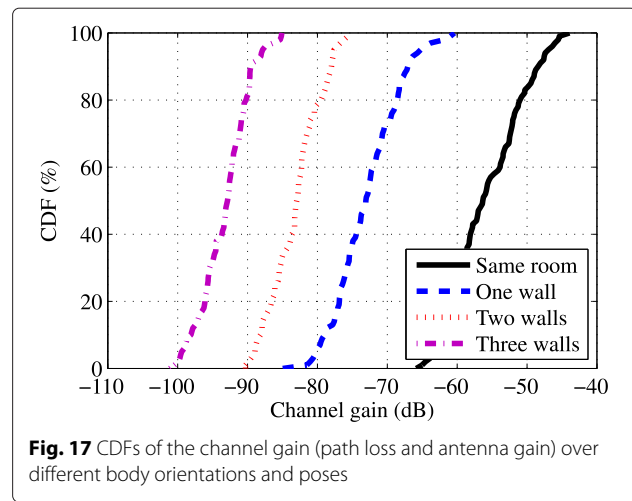 100
80
60
40
20
0
CDF (%)
Same room
One wall
Two walls
Three walls
−110 −100 −90 −80 −70 −60 −50 −40
Channel gain (dB)
Fig. 17 CDFs of the channel gain (path loss and antenna gain) over
different body orientations and poses